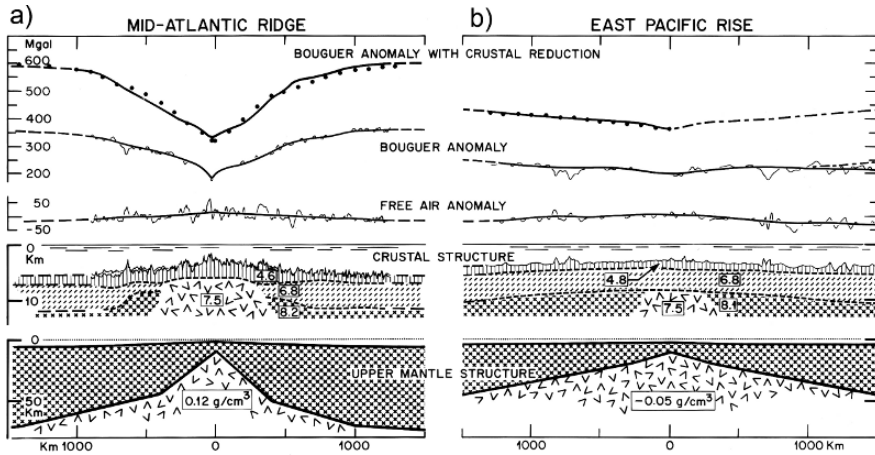 a)
MID-ATLANTIC RIDGE
b)
EAST PACIFIC RISE
Mgal
BOUGUER ANOMALY WITH CRUSTAL REDUCTION
600
500
400
300
200
BOUGUER ANOMALY
50
-50
FREE AIR ANOMALY
0
Km
10
CRUSTAL STRUCTURE
4.6
6.8
7.5
8.2
4.8
6.8
7.5
8.1
0
50
Km
UPPER MANTLE STRUCTURE
0.12 g/cm³
-0.05 g/cm³
Km 1000
0
1000
1000
0
1000 Km